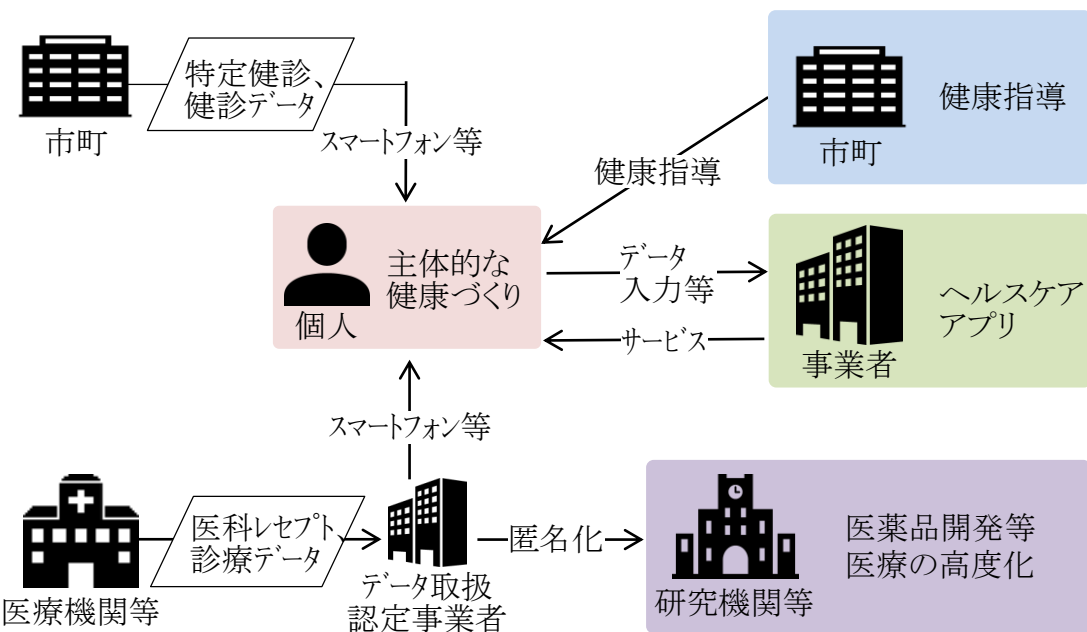 特定健診、
健診データ
市町
スマートフォン等
健康指導
市町
健康指導
主体的な
健康づくり
個人
データ
入力等
サービス
ヘルスケア
アプリ
事業者
スマートフォン等
医科レセプト、
診療データ
医療機関等
データ取扱
認定事業者
匿名化
医薬品開発等
医療の高度化
研究機関等